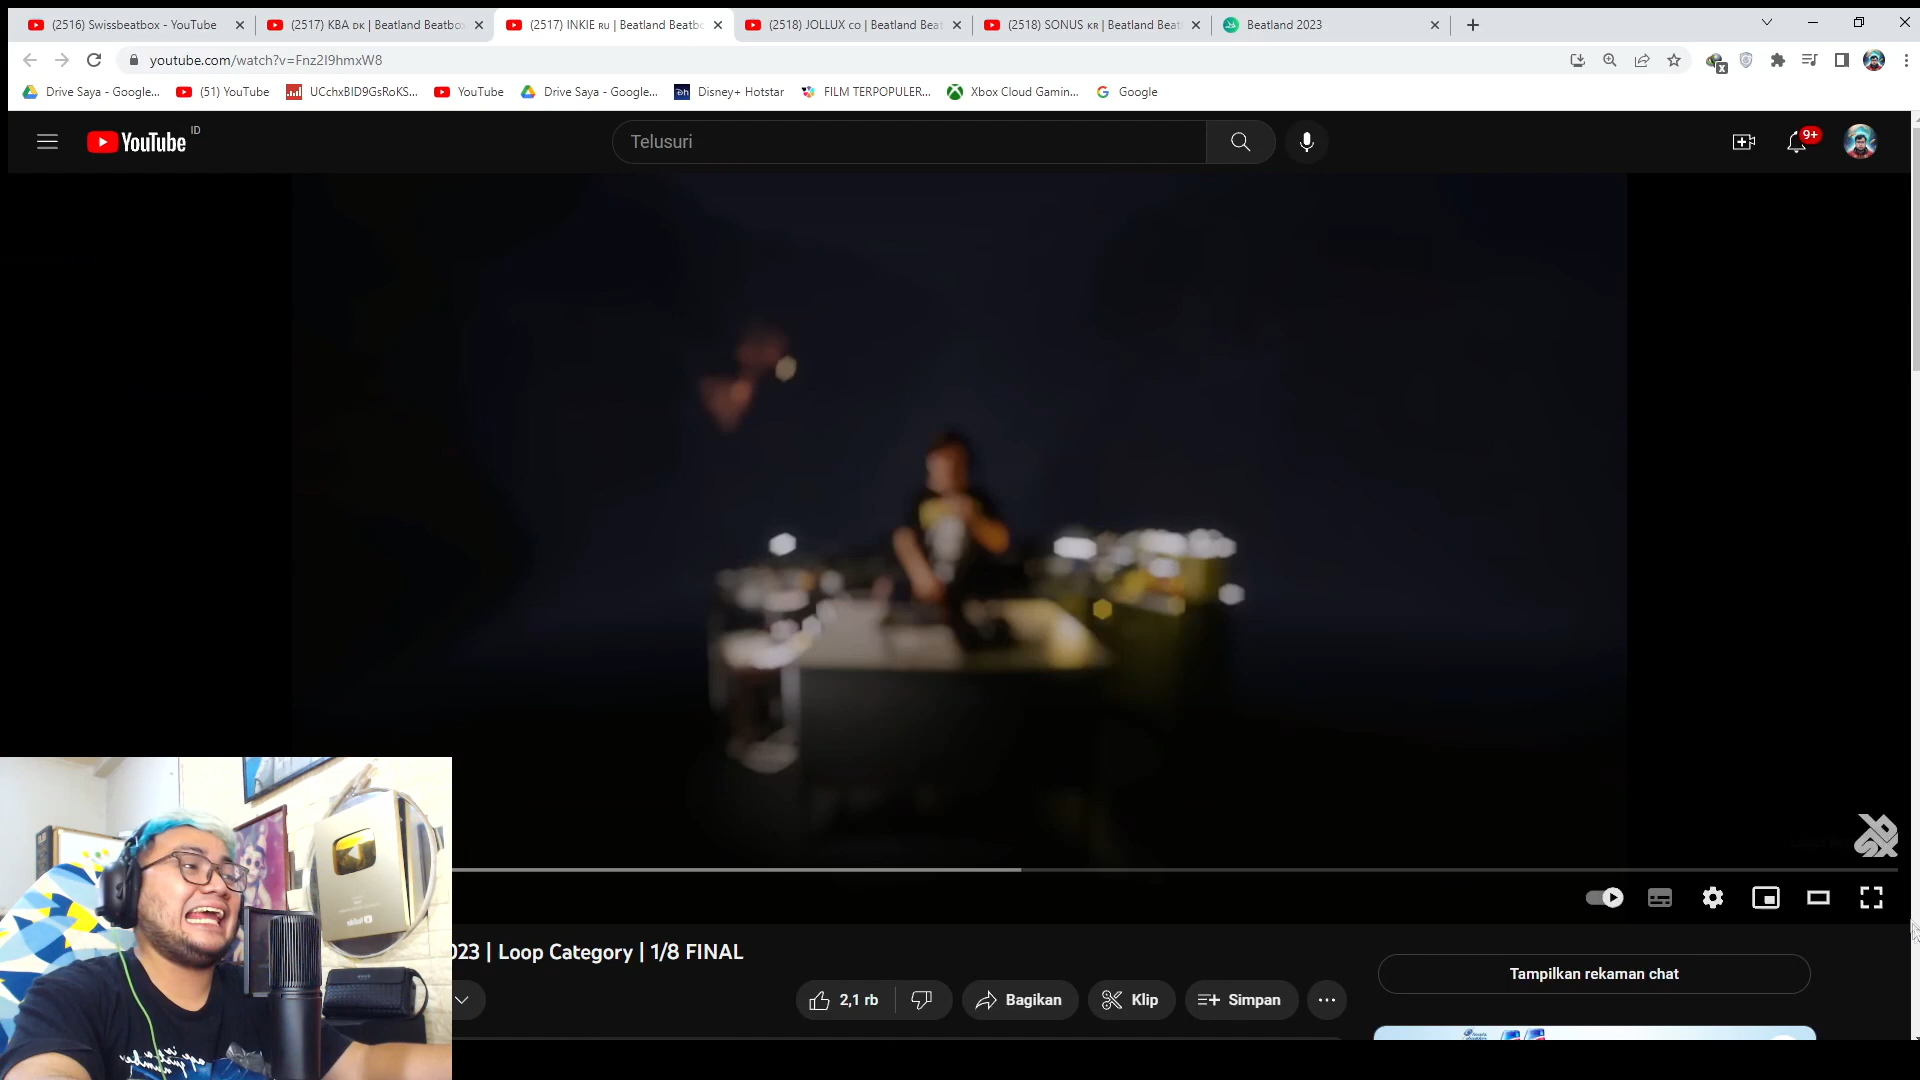 (2516) Swissbeatbox - YouTube
(2517) KBA DK | Beatland Beatbo
(2517) INKIE RU | Beatland Beatbo
(2518) JOLLUX CO | Beatland Beat
(2518) SONUS KR | Beatland Beat
Beatland 2023
youtube.com/watch?v=Fnz2I9hmxW8
Drive Saya - Google...
(51) YouTube
UCchxBID9GsRoKS...
YouTube
Drive Saya - Google...
Disney+ Hotstar
FILM TERPOPULER...
Xbox Cloud Gamin...
Google
YouTube ID
Telusuri
9+
023 | Loop Category | 1/8 FINAL
2,1 rb
Bagikan
Klip
Simpan
Tampilkan rekaman chat